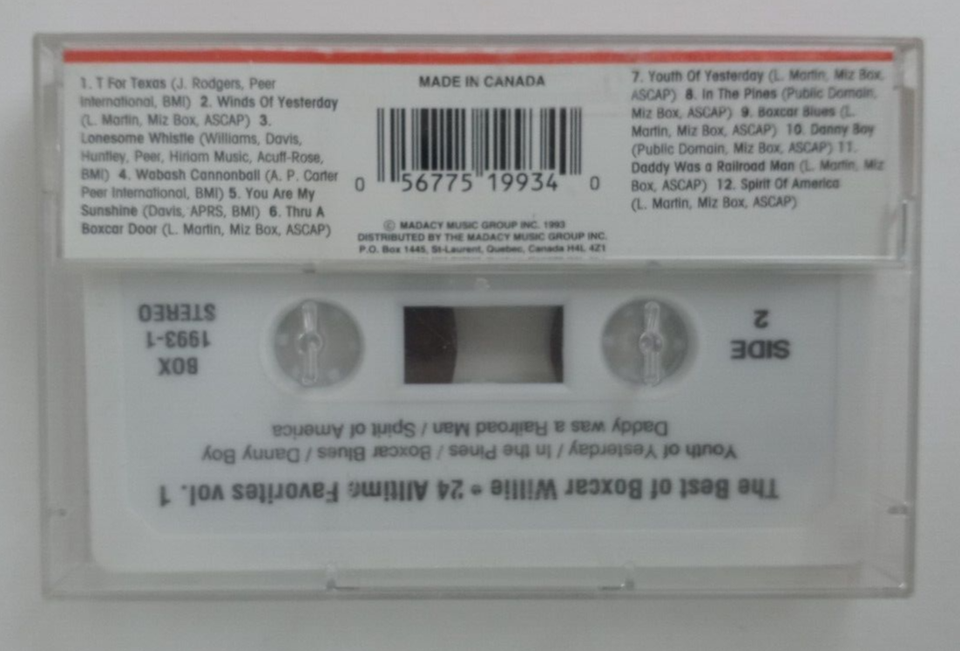 1. T For Texas (J. Rodgers, Peer
International, BMI) 2. Winds Of Yesterday
(L. Martin, Miz Box, ASCAP) 3.
Lonesome Whistle (Williams, Davis,
Huntley, Peer, Hiriam Music, Acuff-Rose,
BMI) 4. Wabash Cannonball (A. P. Carter
Peer International, BMI) 5. You Are My
Sunshine (Davis, APRS, BMI) 6. Thru A
Boxcar Door (L. Martin, Miz Box, ASCAP)
MADE IN CANADA
0 56775 19934 0
© MADACY MUSIC GROUP INC. 1993
DISTRIBUTED BY THE MADACY MUSIC GROUP INC.
P.O. Box 1445, St-Laurent, Quebec, Canada H4L 4Z1
7. Youth Of Yesterday (L. Martin, Miz Box,
ASCAP) 8. In The Pines (Public Domain,
Miz Box, ASCAP) 9. Boxcar Blues (L.
Martin, Miz Box, ASCAP) 10. Danny Boy
(Public Domain, Miz Box, ASCAP) 11.
Daddy Was a Railroad Man (L. Martin, Miz
Box, ASCAP) 12. Spirit Of America
(L. Martin, Miz Box, ASCAP)
The Best of Boxcar Willie • 24 Alltime Favorites vol. 1
Youth of Yesterday / In the Pines / Boxcar Blues / Danny Boy
Daddy was a Railroad Man / Spirit of America
SIDE
2
BOX
1993-1
STEREO